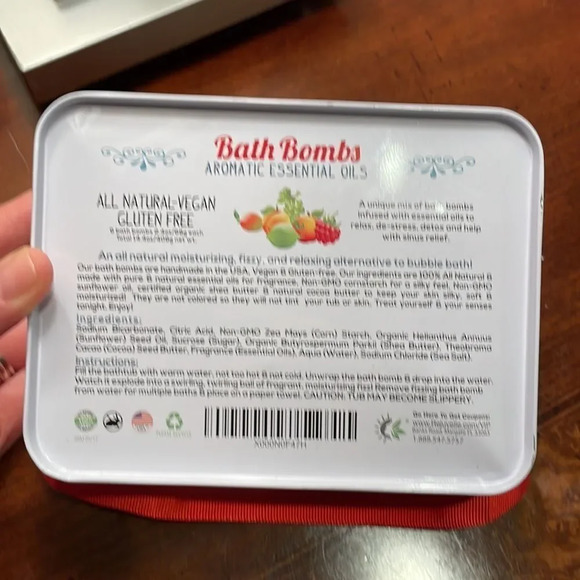 Bath Bombs
AROMATIC ESSENTIAL OILS
ALL NATURAL-VEGAN
GLUTEN FREE
A unique mix of bath bombs
infused with essential oils to
relax, de-stress, detox and help
with sinus relief.
An all natural moisturizing, fizzy, and relaxing alternative to bubble bath!
Our bath bombs are handmade in the USA, Vegan & Gluten-free. Our ingredients are 100% All Natural &
made with pure & natural essential oils for fragrance. Non-GMO cornstarch for a silky feel, Non-GMO
sunflower oil, certified organic shea butter & natural cocoa butter to keep your skin silky, soft &
moisturized! They are not colored so they will not tint your tub or skin. Treat yourself & your senses
tonight. Enjoy!
Ingredients:
Sodium Bicarbonate, Citric Acid, Non-GMO Zea Mays (Corn) Starch, Organic Helianthus Annuus
(Sunflower) Seed Oil, Sucrose (Sugar), Organic Butyrospermum Parkii (Shea Butter), Theobroma
Cocoa (Cocoa) Seed Butter, Fragrance (Essential Oils), Aqua (Water), Sodium Chloride (Sea Salt).
Instructions:
Fill the bathtub with warm water, not too hot & not cold. Unwrap the bath bomb & drop into the water.
Watch it explode into a swirling, twirling ball of fragrant, moisturizing fun! Remove fizzing bath bomb
from water for multiple baths & place on a paper towel. CAUTION: TUB MAY BECOME SLIPPERY.
X000N0P47H
Go Here To Get Coupon: